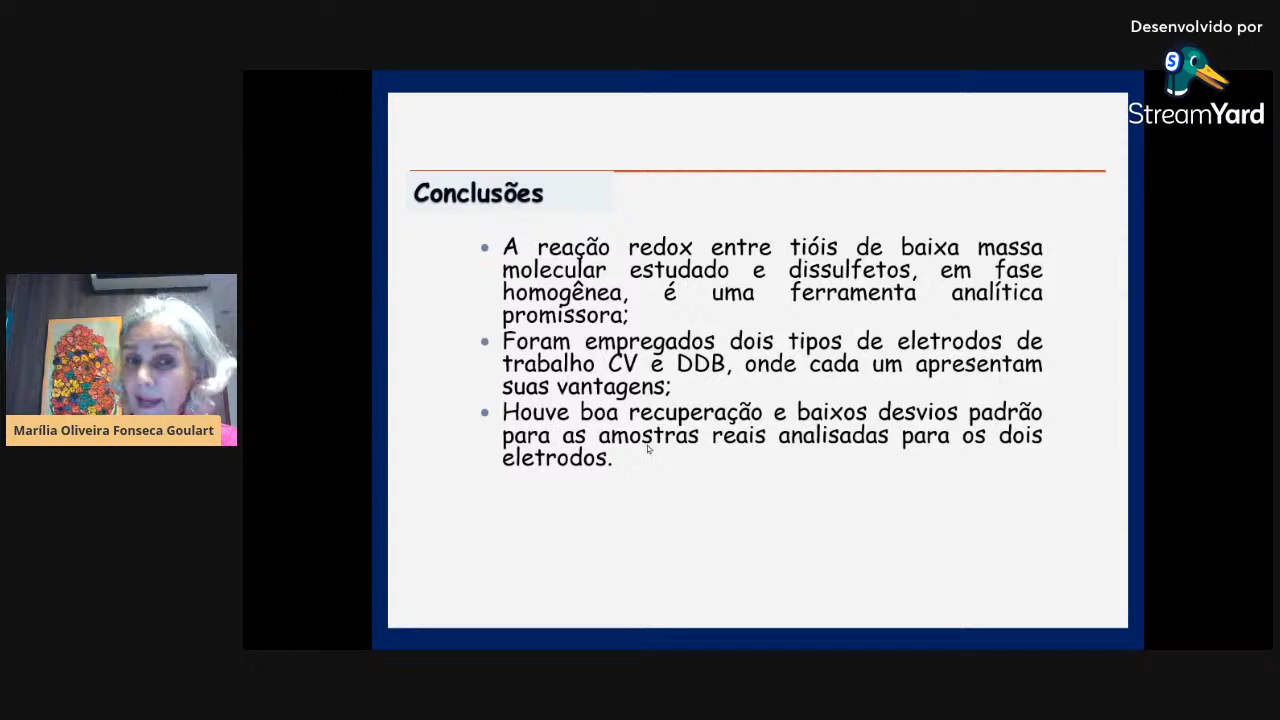 Desenvolvido por
S
StreamYard
Conclusões
• A reação redox entre tióis de baixa massa
molecular estudado e dissulfetos, em fase
homogênea, é uma ferramenta analítica
promissora;
• Foram empregados dois tipos de eletrodos de
trabalho CV e DDB, onde cada um apresentam
suas vantagens;
• Houve boa recuperação e baixos desvios padrão
para as amostras reais analisadas para os dois
eletrodos.
Marília Oliveira Fonseca Goulart